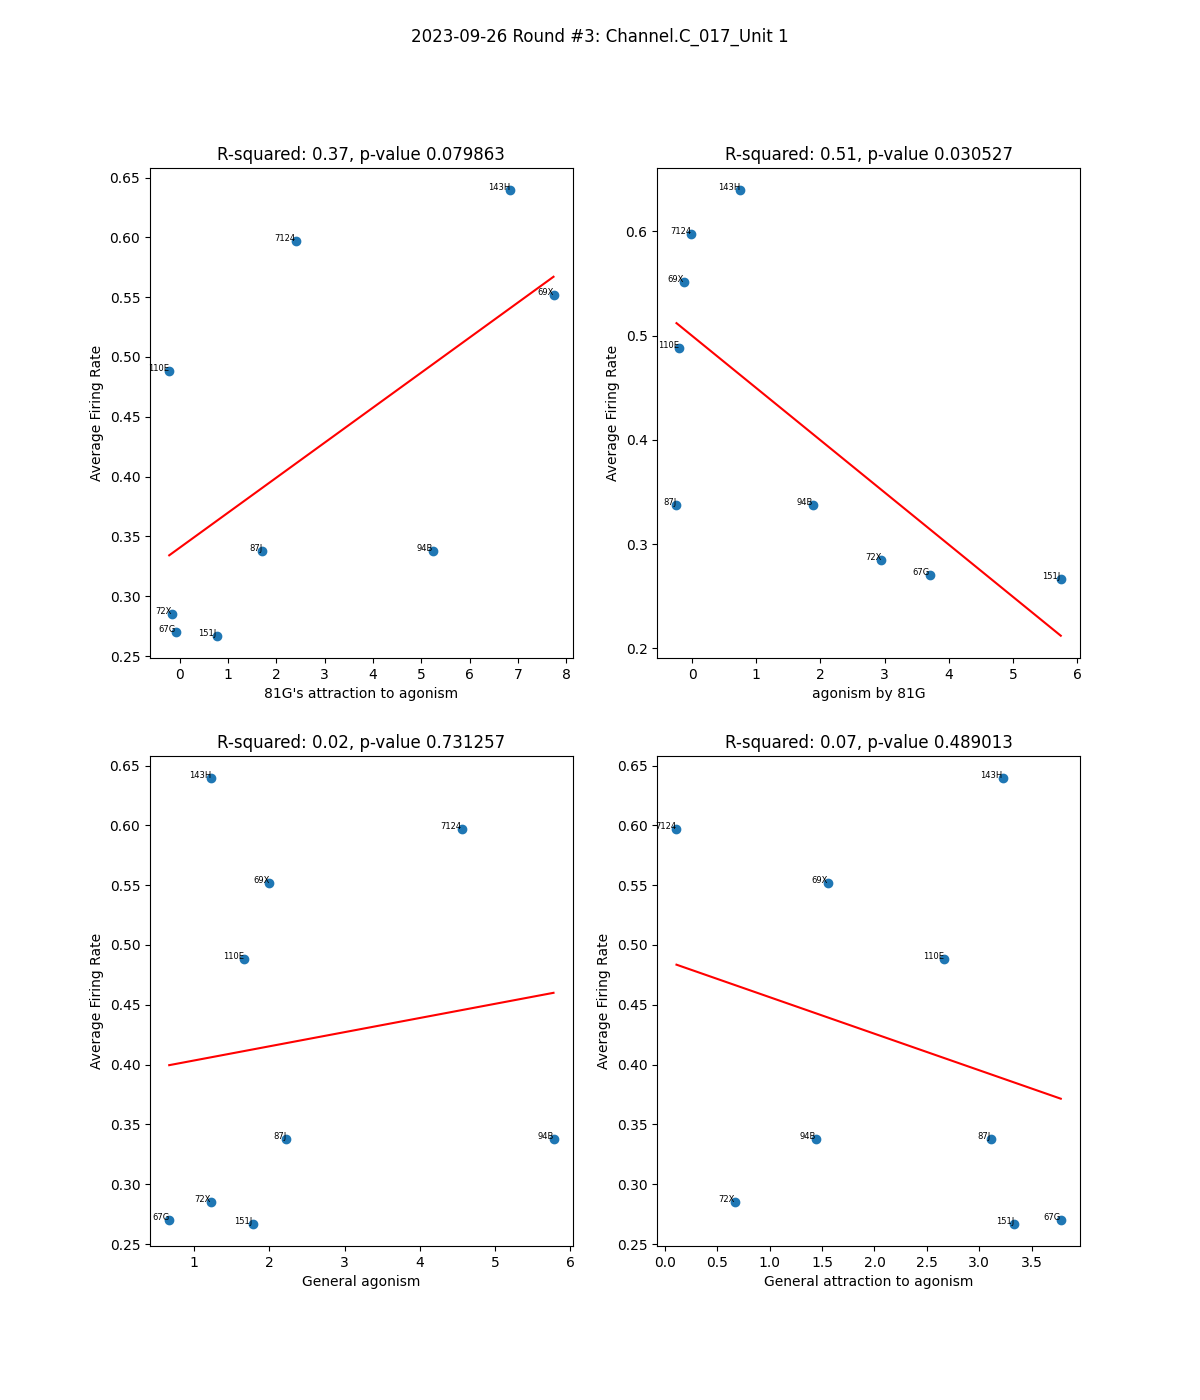 2023-09-26 Round #3: Channel.C_017_Unit 1
R-squared: 0.37, p-value 0.079863
0.65
0.60
0.55
0.50
0.45
0.40
0.35
0.30
0.25
Average Firing Rate
143H
7124
69X
110E
87J
94B
72X
67G
151J
0 1 2 3 4 5 6 7 8
81G's attraction to agonism
R-squared: 0.51, p-value 0.030527
0.6
0.5
0.4
0.3
0.2
Average Firing Rate
143H
7124
69X
110E
87J
94B
72X
67G
151J
0 1 2 3 4 5 6
agonism by 81G
R-squared: 0.02, p-value 0.731257
0.65
0.60
0.55
0.50
0.45
0.40
0.35
0.30
0.25
Average Firing Rate
143H
7124
69X
110E
87J
94B
72X
67G
151J
1 2 3 4 5 6
General agonism
R-squared: 0.07, p-value 0.489013
0.65
0.60
0.55
0.50
0.45
0.40
0.35
0.30
0.25
Average Firing Rate
143H
7124
69X
110E
94B
87J
72X
67G
151J
0.0 0.5 1.0 1.5 2.0 2.5 3.0 3.5
General attraction to agonism